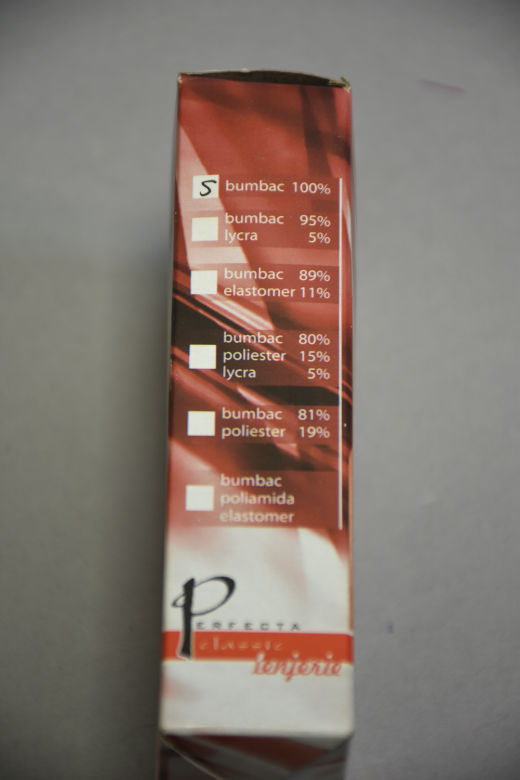 S bumbac 100%
bumbac 95%
lycra 5%
bumbac 89%
elastomer 11%
bumbac 80%
poliester 15%
lycra 5%
bumbac 81%
poliester 19%
bumbac
poliamida
elastomer
PERFECTA
classic
lenjerie